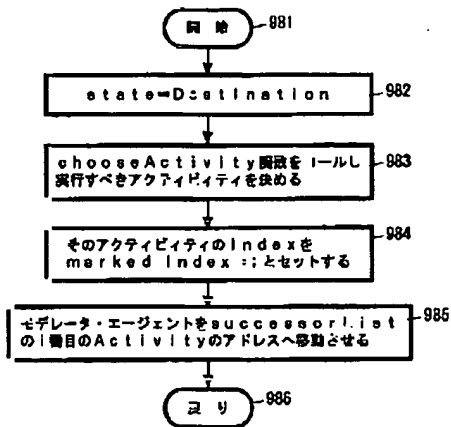 開始 981
state=Destination 982
chooseActivity関数をコールし 983
実行すべきアクティビティを決める
984
そのアクティビティのIndexを
marked index =iとセットする
モデレータ・エージェントをsuccessorList 985
のi番目のActivityのアドレスへ移動させる
戻り 986